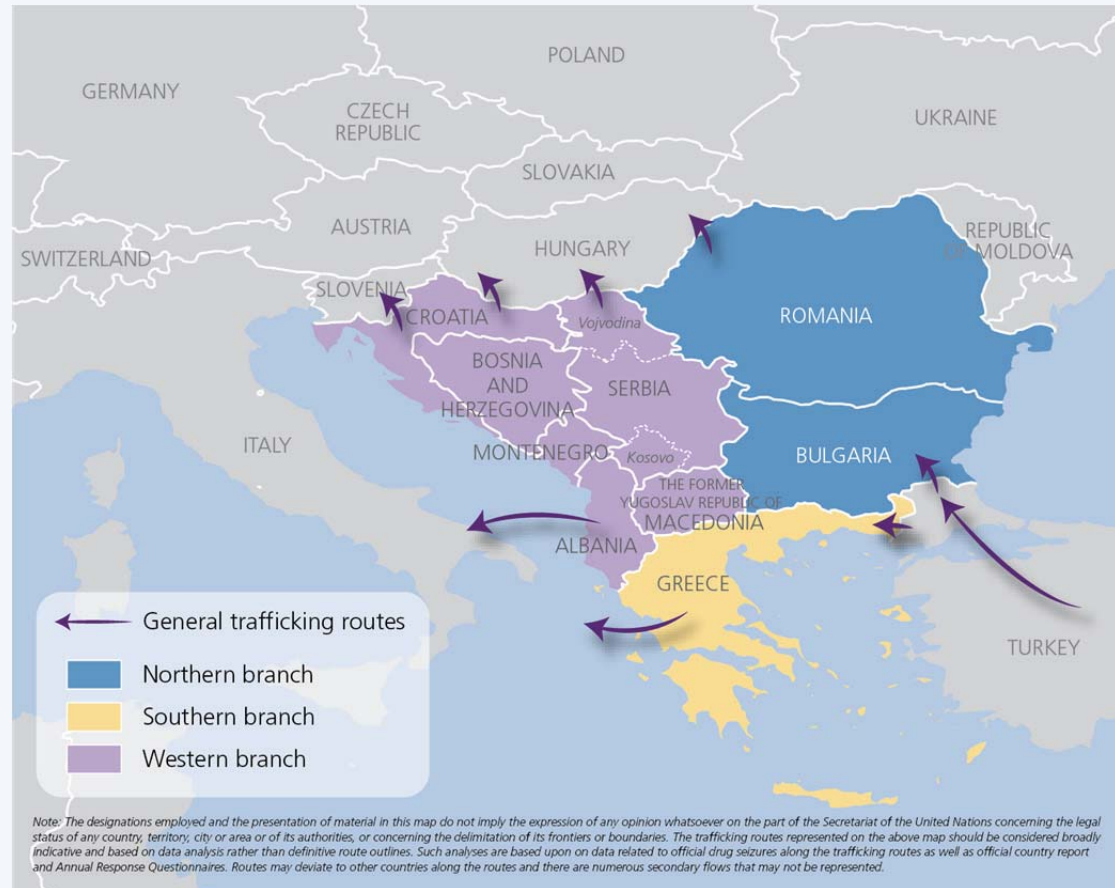 POLAND
GERMANY
CZECH
REPUBLIC
UKRAINE
SLOVAKIA
AUSTRIA
REPUBLIC
OF MOLDOVA
SWITZERLAND
HUNGARY
SLOVENIA
CROATIA
Vojvodina
ROMANIA
BOSNIA
AND
HERZEGOVINA
SERBIA
ITALY
MONTENEGRO
Kosovo
BULGARIA
THE FORMER
YUGOSLAV REPUBLIC OF
MACEDONIA
ALBANIA
GREECE
TURKEY
General trafficking routes
Northern branch
Southern branch
Western branch
Note: The designations employed and the presentation of material in this map do not imply the expression of any opinion whatsoever on the part of the Secretariat of the United Nations concerning the legal
status of any country, territory, city or area or of its authorities, or concerning the delimitation of its frontiers or boundaries. The trafficking routes represented on the above map should be considered broadly
indicative and based on data analysis rather than definitive route outlines. Such analyses are based upon on data related to official drug seizures along the trafficking routes as well as official country report
and Annual Response Questionnaires. Routes may deviate to other countries along the routes and there are numerous secondary flows that may not be represented.